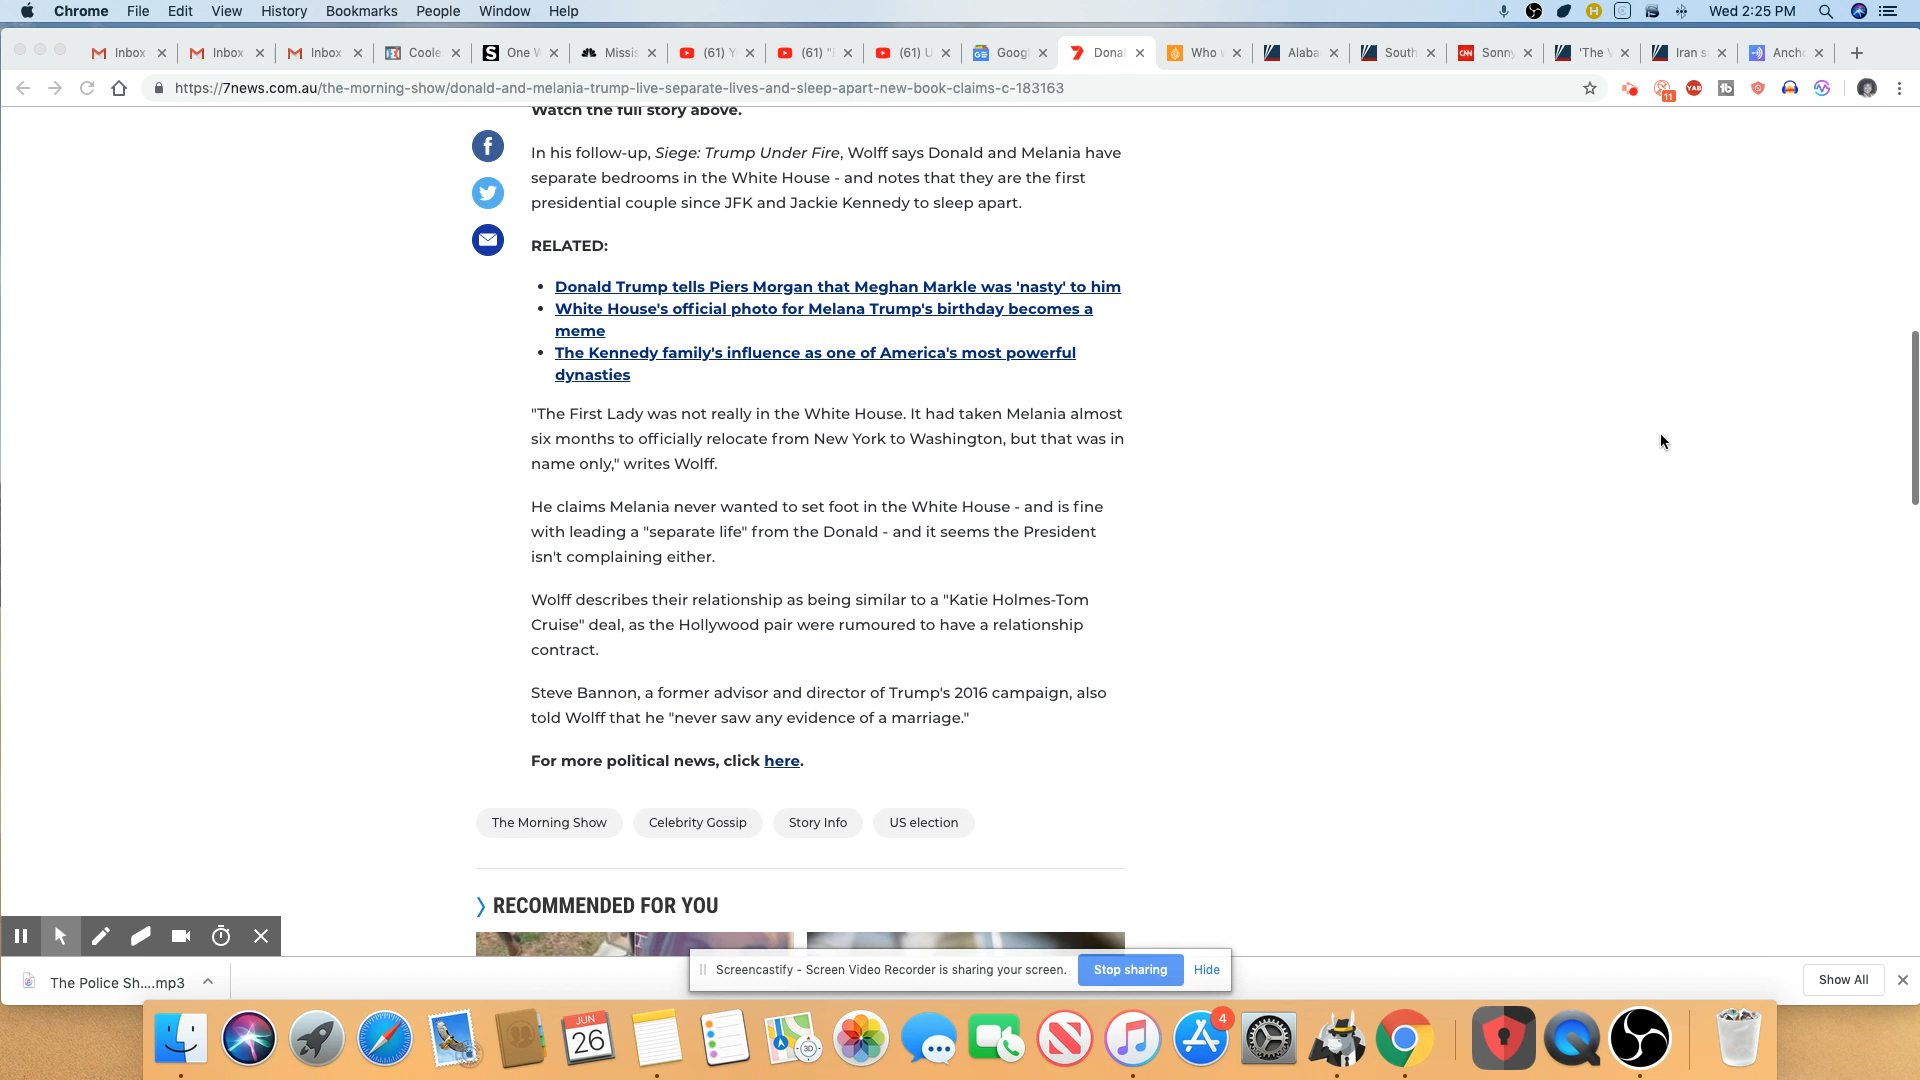 Chrome File Edit View History Bookmarks People Window Help Wed 2:25 PM
Inbox Inbox Inbox Coole One Missis (61) (61) (61) Googl Donal Who Alaba South Sonny 'The Iran s Ancho
https://7news.com.au/the-morning-show/donald-and-melania-trump-live-separate-lives-and-sleep-apart-new-book-claims-c-183163
11
Watch the full story above.
In his follow-up, Siege: Trump Under Fire, Wolff says Donald and Melania have
separate bedrooms in the White House - and notes that they are the first
presidential couple since JFK and Jackie Kennedy to sleep apart.
RELATED:
Donald Trump tells Piers Morgan that Meghan Markle was 'nasty' to him
White House's official photo for Melana Trump's birthday becomes a
meme
The Kennedy family's influence as one of America's most powerful
dynasties
"The First Lady was not really in the White House. It had taken Melania almost
six months to officially relocate from New York to Washington, but that was in
name only," writes Wolff.
He claims Melania never wanted to set foot in the White House - and is fine
with leading a "separate life" from the Donald - and it seems the President
isn't complaining either.
Wolff describes their relationship as being similar to a "Katie Holmes-Tom
Cruise" deal, as the Hollywood pair were rumoured to have a relationship
contract.
Steve Bannon, a former advisor and director of Trump's 2016 campaign, also
told Wolff that he "never saw any evidence of a marriage."
For more political news, click here.
The Morning Show Celebrity Gossip Story Info US election
RECOMMENDED FOR YOU
Screencastify - Screen Video Recorder is sharing your screen. Stop sharing Hide
The Police Sh....mp3 Show All
JUN
26
3D
4